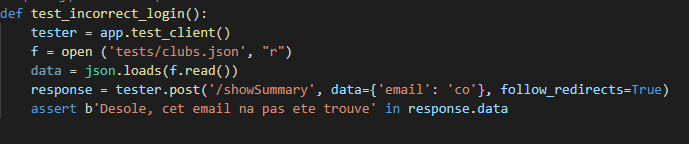 def test_incorrect_login():
    tester = app.test_client()
    f = open ('tests/clubs.json', "r")
    data = json.loads(f.read())
    response = tester.post('/showSummary', data={'email': 'co'}, follow_redirects=True)
    assert b'Desole, cet email na pas ete trouve' in response.data